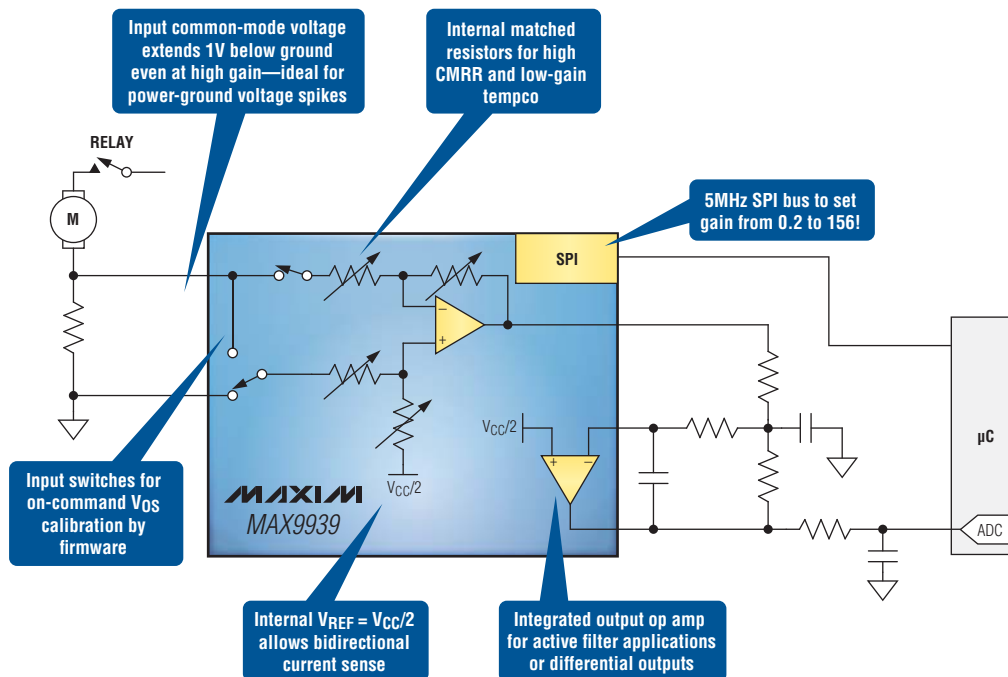 Input common-mode voltage
extends 1V below ground
even at high gain—ideal for
power-ground voltage spikes
Internal matched
resistors for high
CMRR and low-gain
tempco
RELAY
M
5MHz SPI bus to set
gain from 0.2 to 156!
SPI
−
+
VCC/2
+
−
µC
VCC/2
MAXIM
MAX9939
ADC
Input switches for
on-command VOS
calibration by
firmware
Internal VREF = VCC/2
allows bidirectional
current sense
Integrated output op amp
for active filter applications
or differential outputs